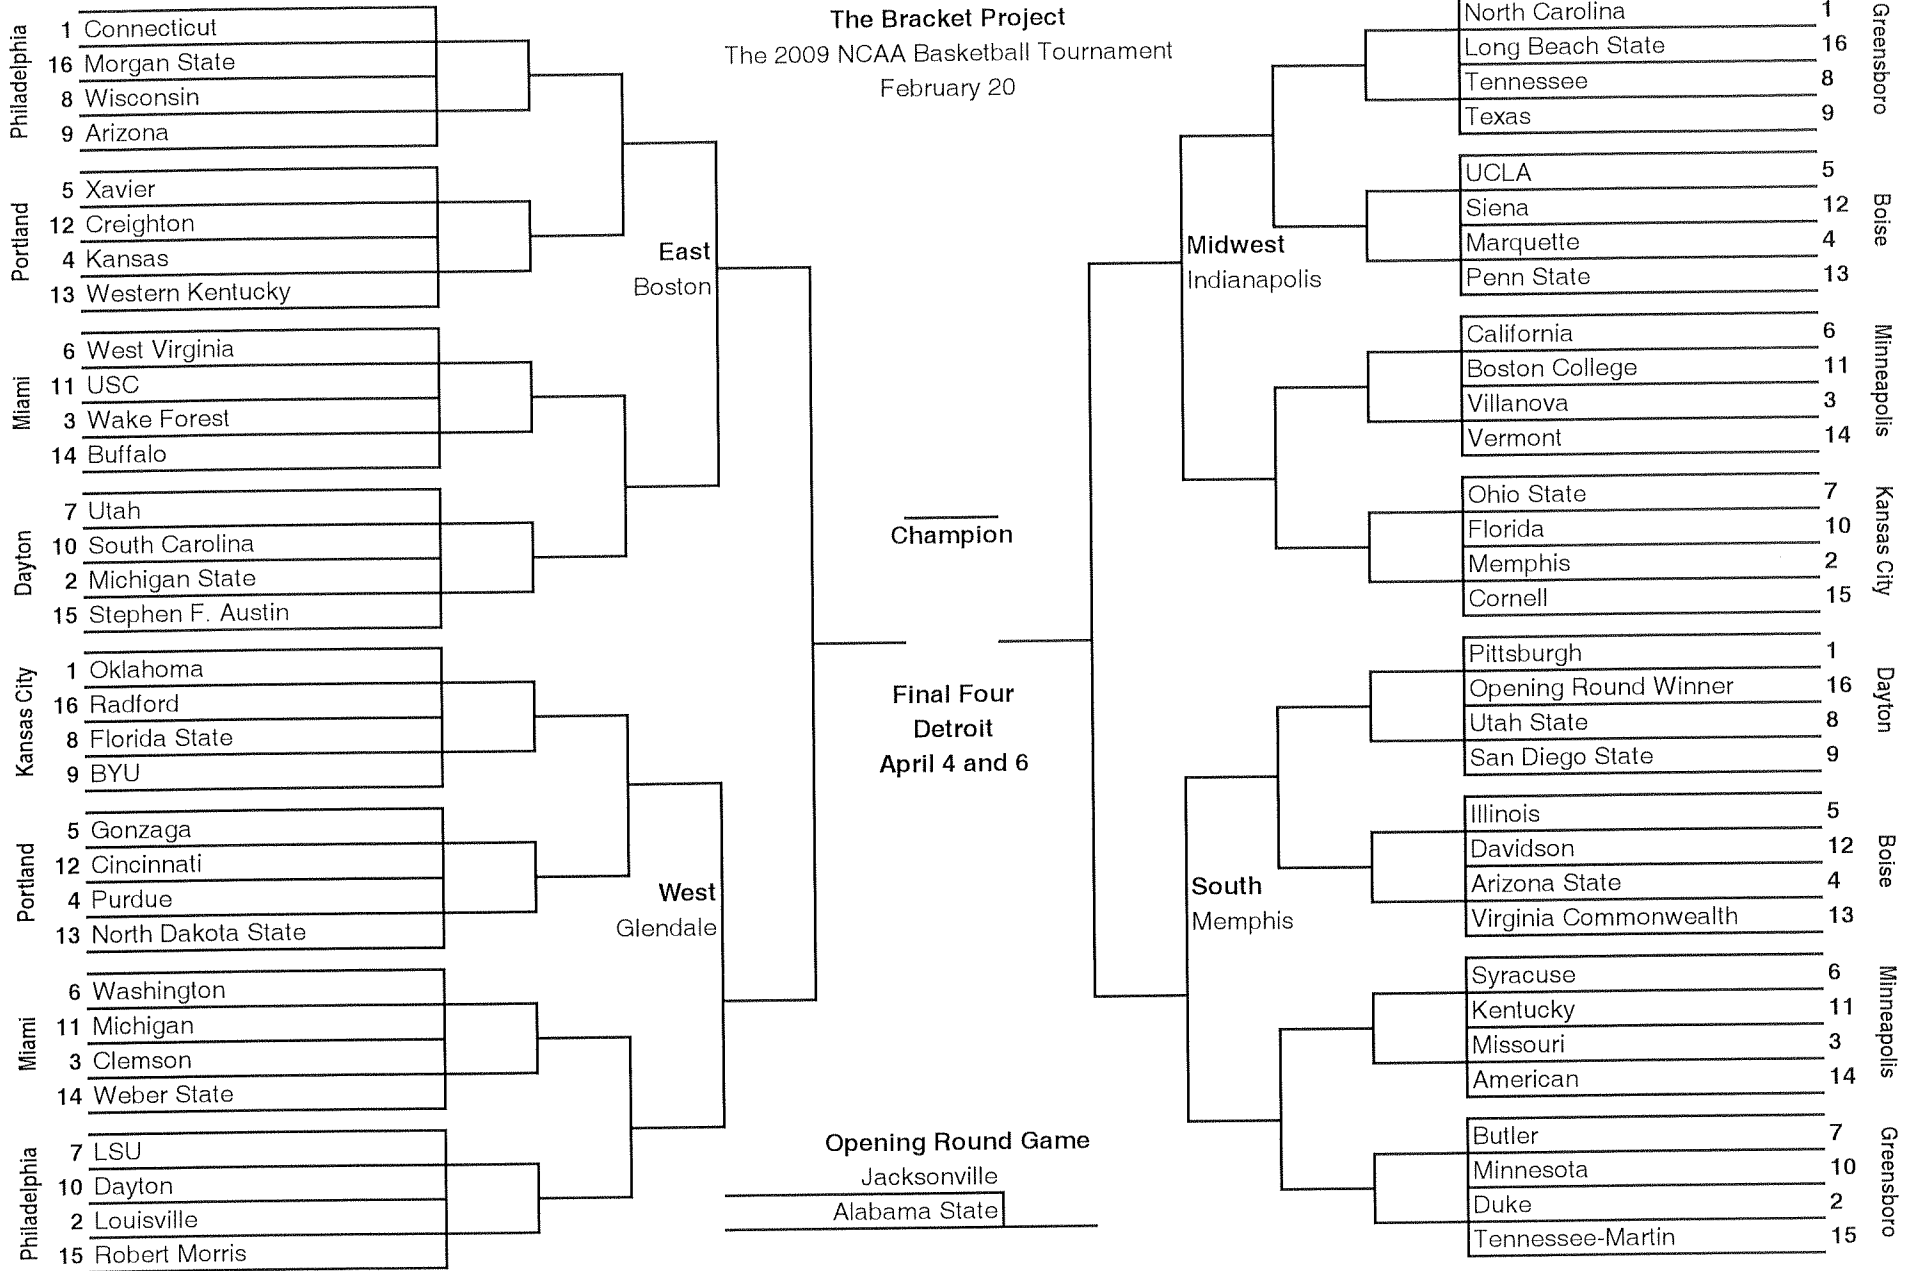 The Bracket Project
The 2009 NCAA Basketball Tournament
February 20
Philadelphia
1 Connecticut
16 Morgan State
8 Wisconsin
9 Arizona
Portland
5 Xavier
12 Creighton
4 Kansas
13 Western Kentucky
Miami
6 West Virginia
11 USC
3 Wake Forest
14 Buffalo
Dayton
7 Utah
10 South Carolina
2 Michigan State
15 Stephen F. Austin
East
Boston
Kansas City
1 Oklahoma
16 Radford
8 Florida State
9 BYU
Portland
5 Gonzaga
12 Cincinnati
4 Purdue
13 North Dakota State
Miami
6 Washington
11 Michigan
3 Clemson
14 Weber State
Philadelphia
7 LSU
10 Dayton
2 Louisville
15 Robert Morris
West
Glendale
Champion
Final Four
Detroit
April 4 and 6
Opening Round Game
Jacksonville
Alabama State
Midwest
Indianapolis
North Carolina 1
Long Beach State 16
Tennessee 8
Texas 9
Greensboro
UCLA 5
Siena 12
Marquette 4
Penn State 13
Boise
California 6
Boston College 11
Villanova 3
Vermont 14
Minneapolis
Ohio State 7
Florida 10
Memphis 2
Cornell 15
Kansas City
South
Memphis
Pittsburgh 1
Opening Round Winner 16
Utah State 8
San Diego State 9
Dayton
Illinois 5
Davidson 12
Arizona State 4
Virginia Commonwealth 13
Boise
Syracuse 6
Kentucky 11
Missouri 3
American 14
Minneapolis
Butler 7
Minnesota 10
Duke 2
Tennessee-Martin 15
Greensboro